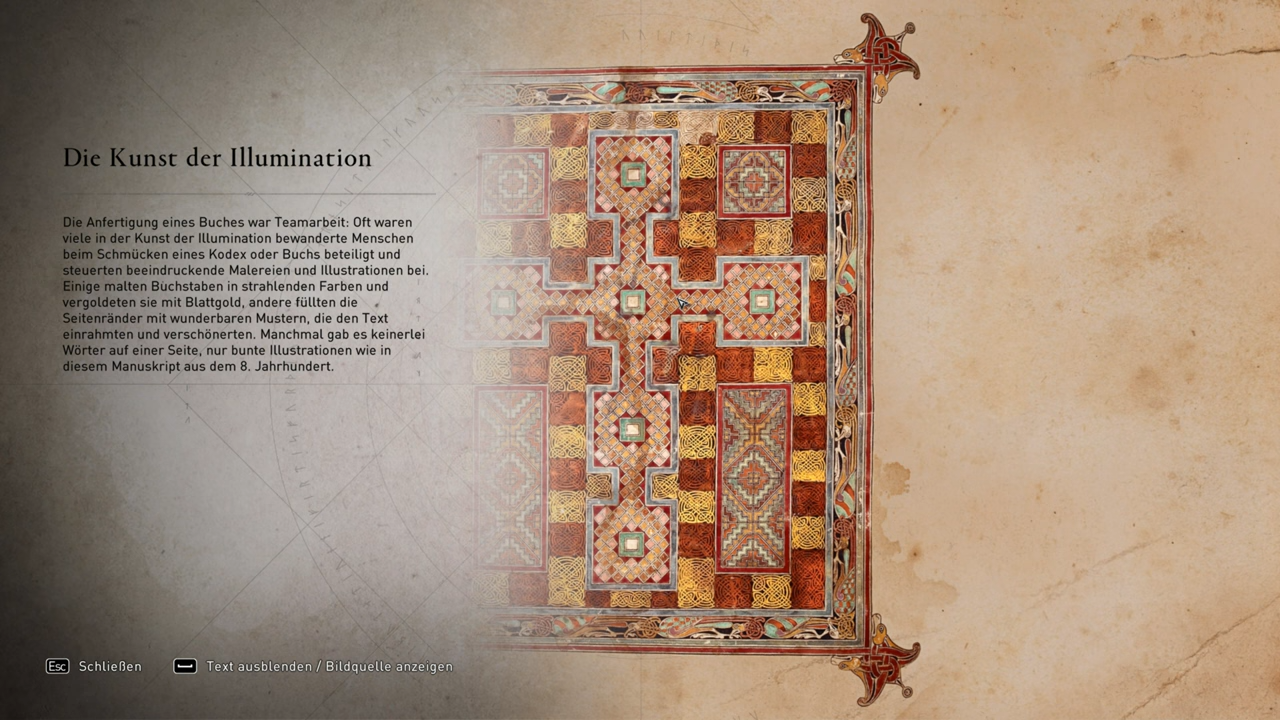 Die Kunst der Illumination
Die Anfertigung eines Buches war Teamarbeit: Oft waren
viele in der Kunst der Illumination bewanderte Menschen
beim Schmücken eines Kodex oder Buchs beteiligt und
steuerten beeindruckende Malereien und Illustrationen bei.
Einige malten Buchstaben in strahlenden Farben und
vergoldeten sie mit Blattgold, andere füllten die
Seitenränder mit wunderbaren Mustern, die den Text
einrahmten und verschönerten. Manchmal gab es keinerlei
Wörter auf einer Seite, nur bunte Illustrationen wie in
diesem Manuskript aus dem 8. Jahrhundert.
Esc Schließen Text ausblenden / Bildquelle anzeigen